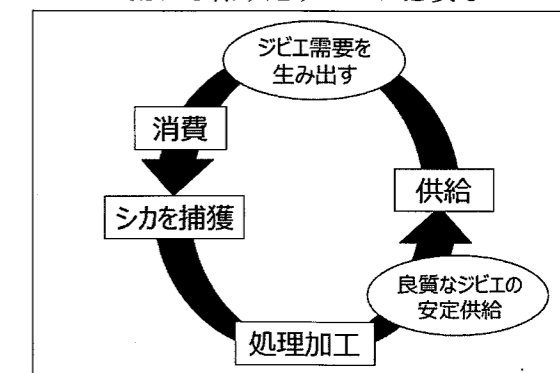 ジビエ需要を
生み出す
消費
供給
シカを捕獲
良質なジビエの
安定供給
処理加工